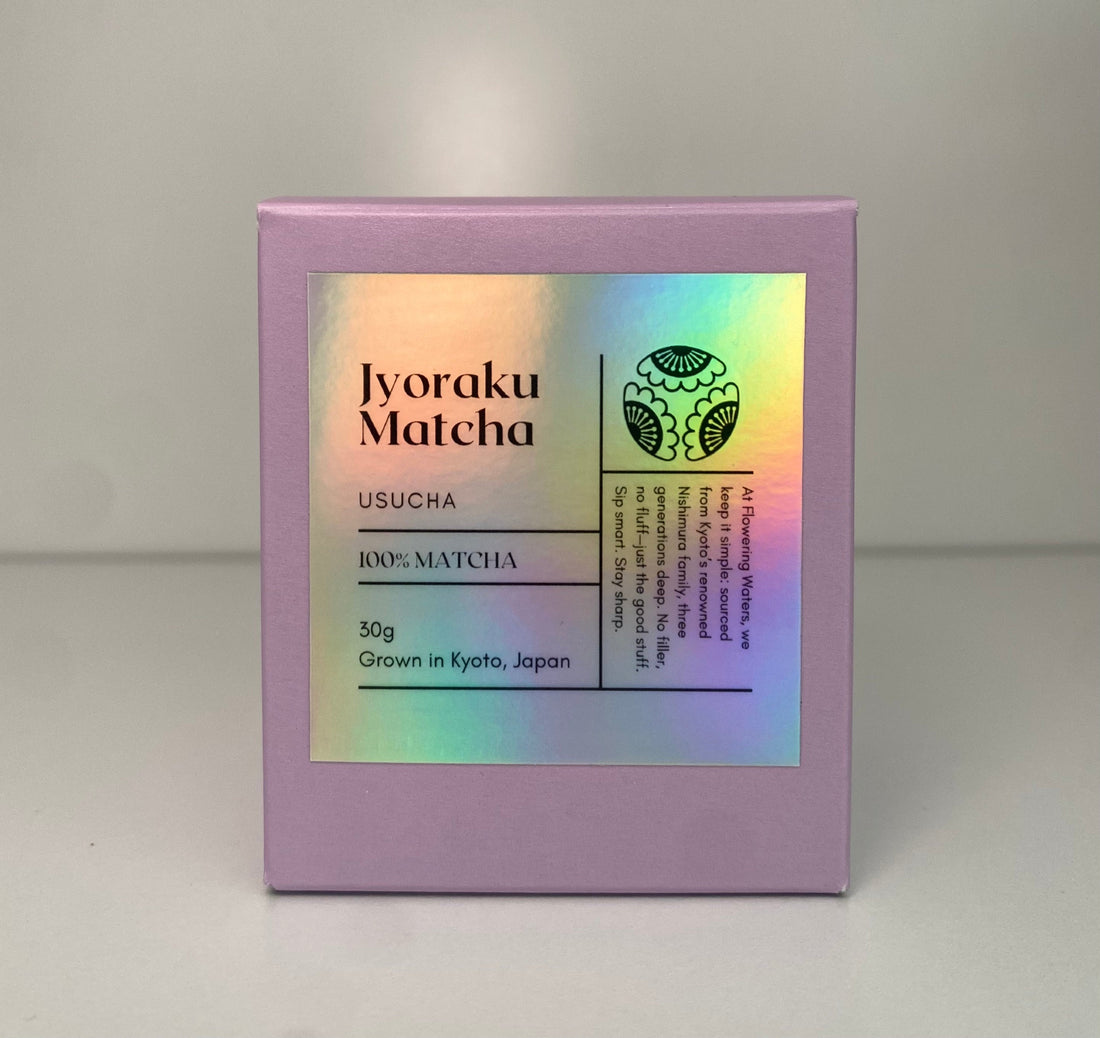 Jyoraku
Matcha
USUCHA
100% MATCHA
30g
Grown in Kyoto, Japan
At Flowering Waters, we
keep it simple: sourced
from Kyoto's renowned
Nishimura family, three
generations deep. No filler,
no fluff—just the good stuff.
Sip smart. Stay sharp.